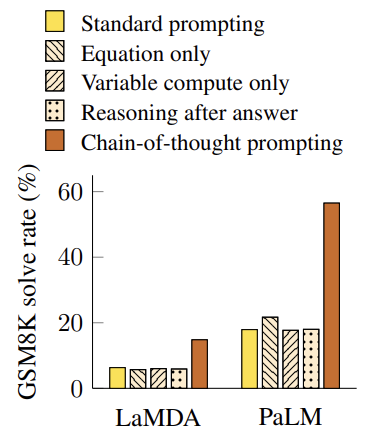 Standard prompting
Equation only
Variable compute only
Reasoning after answer
Chain-of-thought prompting
GSM8K solve rate (%)
60
40
20
0
LaMDA
PaLM